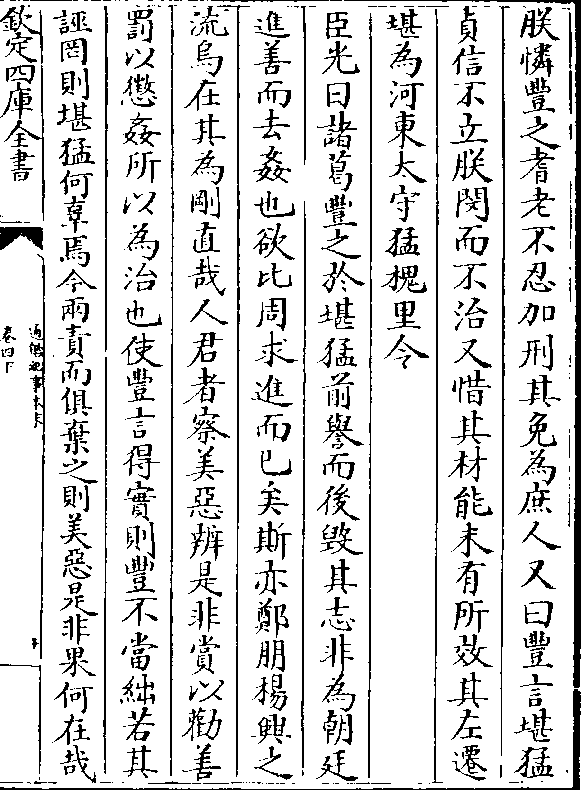 朕憐豐之耆老不忍加刑其免為庶人又曰豐言堪猛
貞信不立朕閔而不治又惜其材能未有所效其左遷
堪為河東太守猛槐里令
臣光曰諸葛豐之於堪猛前譽而後毁其志非為朝廷
進善而去姦也欲比周求進而已矣斯亦鄭朋楊興之
流烏在其為剛直哉人君者察美惡辨是非賞以勸善
罰以懲姦所以為治也使豐言得實則豐不當絀若其
誣罔則堪猛何辜焉今兩責而俱棄之則美惡是非果何在哉
欽定四庫全書
通鑑紀事本末
卷四下